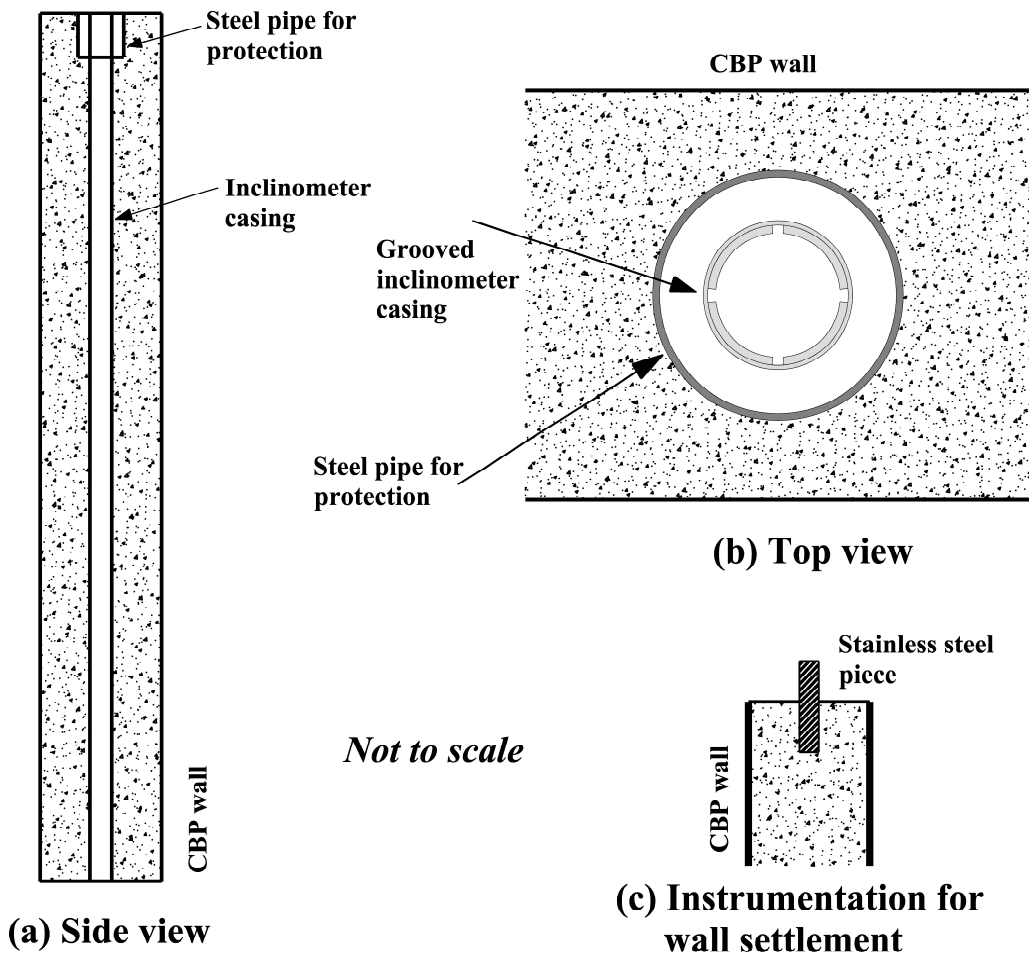 Steel pipe for
protection
Inclinometer
casing
CBP wall
(a) Side view
CBP wall
Grooved
inclinometer
casing
Steel pipe for
protection
(b) Top view
Not to scale
Stainless steel
piccc
CBP wall
(c) Instrumentation for
wall settlement